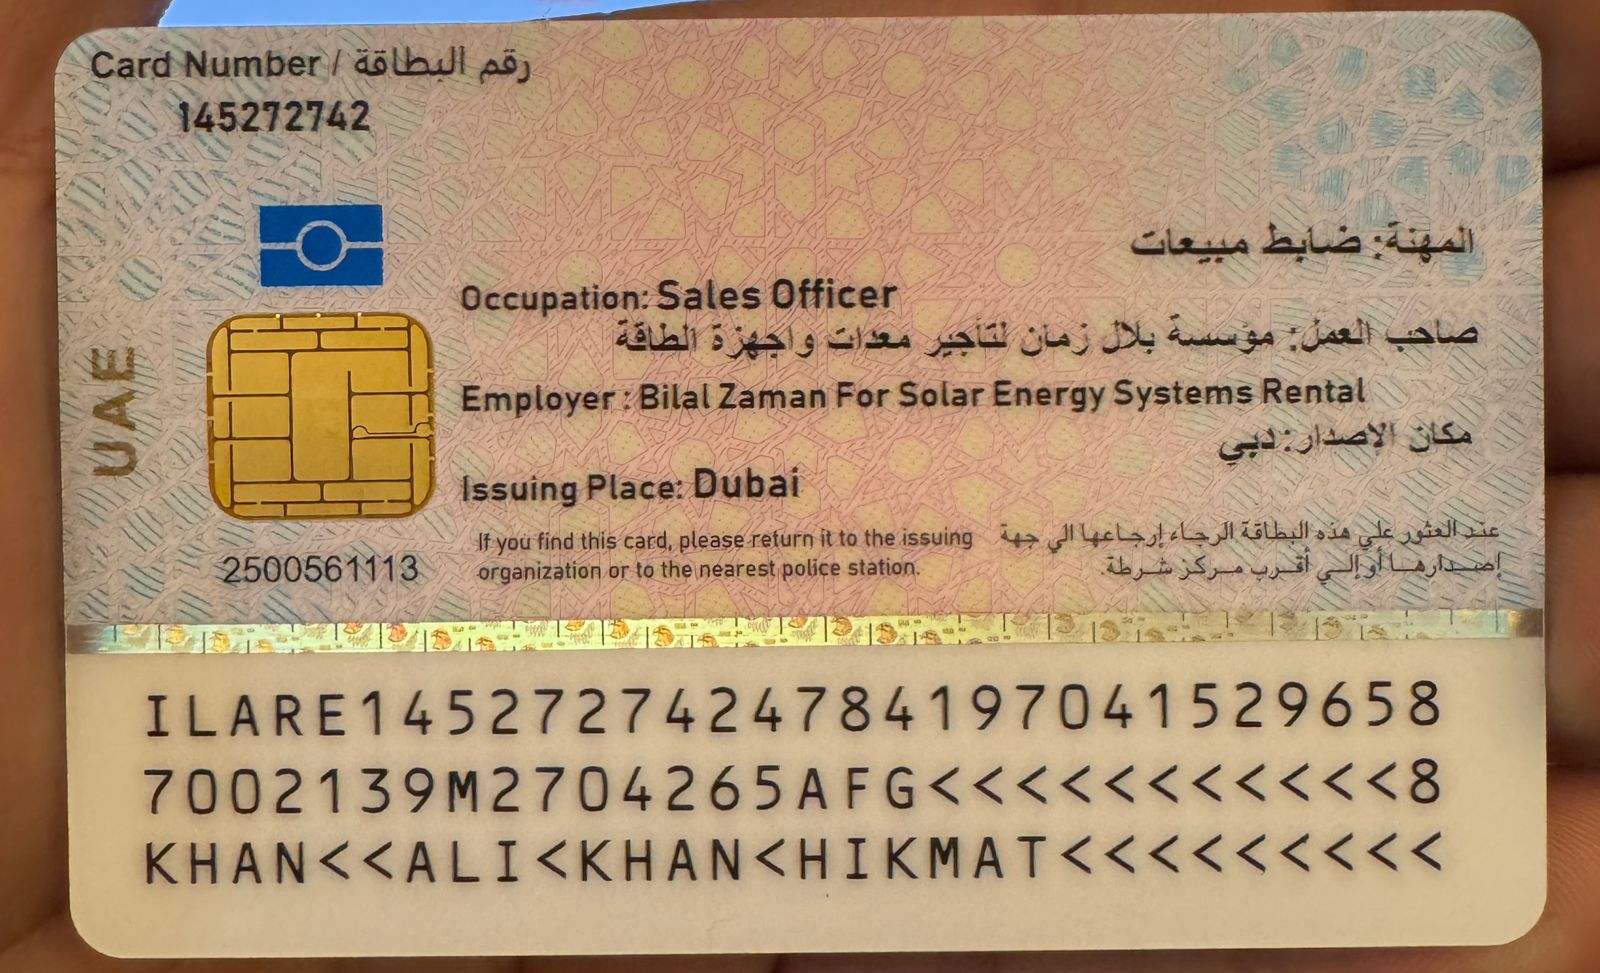 Card Number / رقم البطاقة
145272742
المهنة: ضابط مبيعات
Occupation: Sales Officer
صاحب العمل: مؤسسة بلال زمان لتأجير معدات واجهزة الطاقة
Employer : Bilal Zaman For Solar Energy Systems Rental
مكان الاصدار: دبي
Issuing Place: Dubai
UAE
2500561113
If you find this card, please return it to the issuing
organization or to the nearest police station.
عند العثور علي هذه البطاقة الرجاء إرجاعها الي جهة
إصدارها أو إلي أقرب مركز شرطة.
ILARE1452727424784197041529658
7002139M2704265AFG<<<<<<<<<<<8
KHAN<<ALI<KHAN<HIKMAT<<<<<<<<<